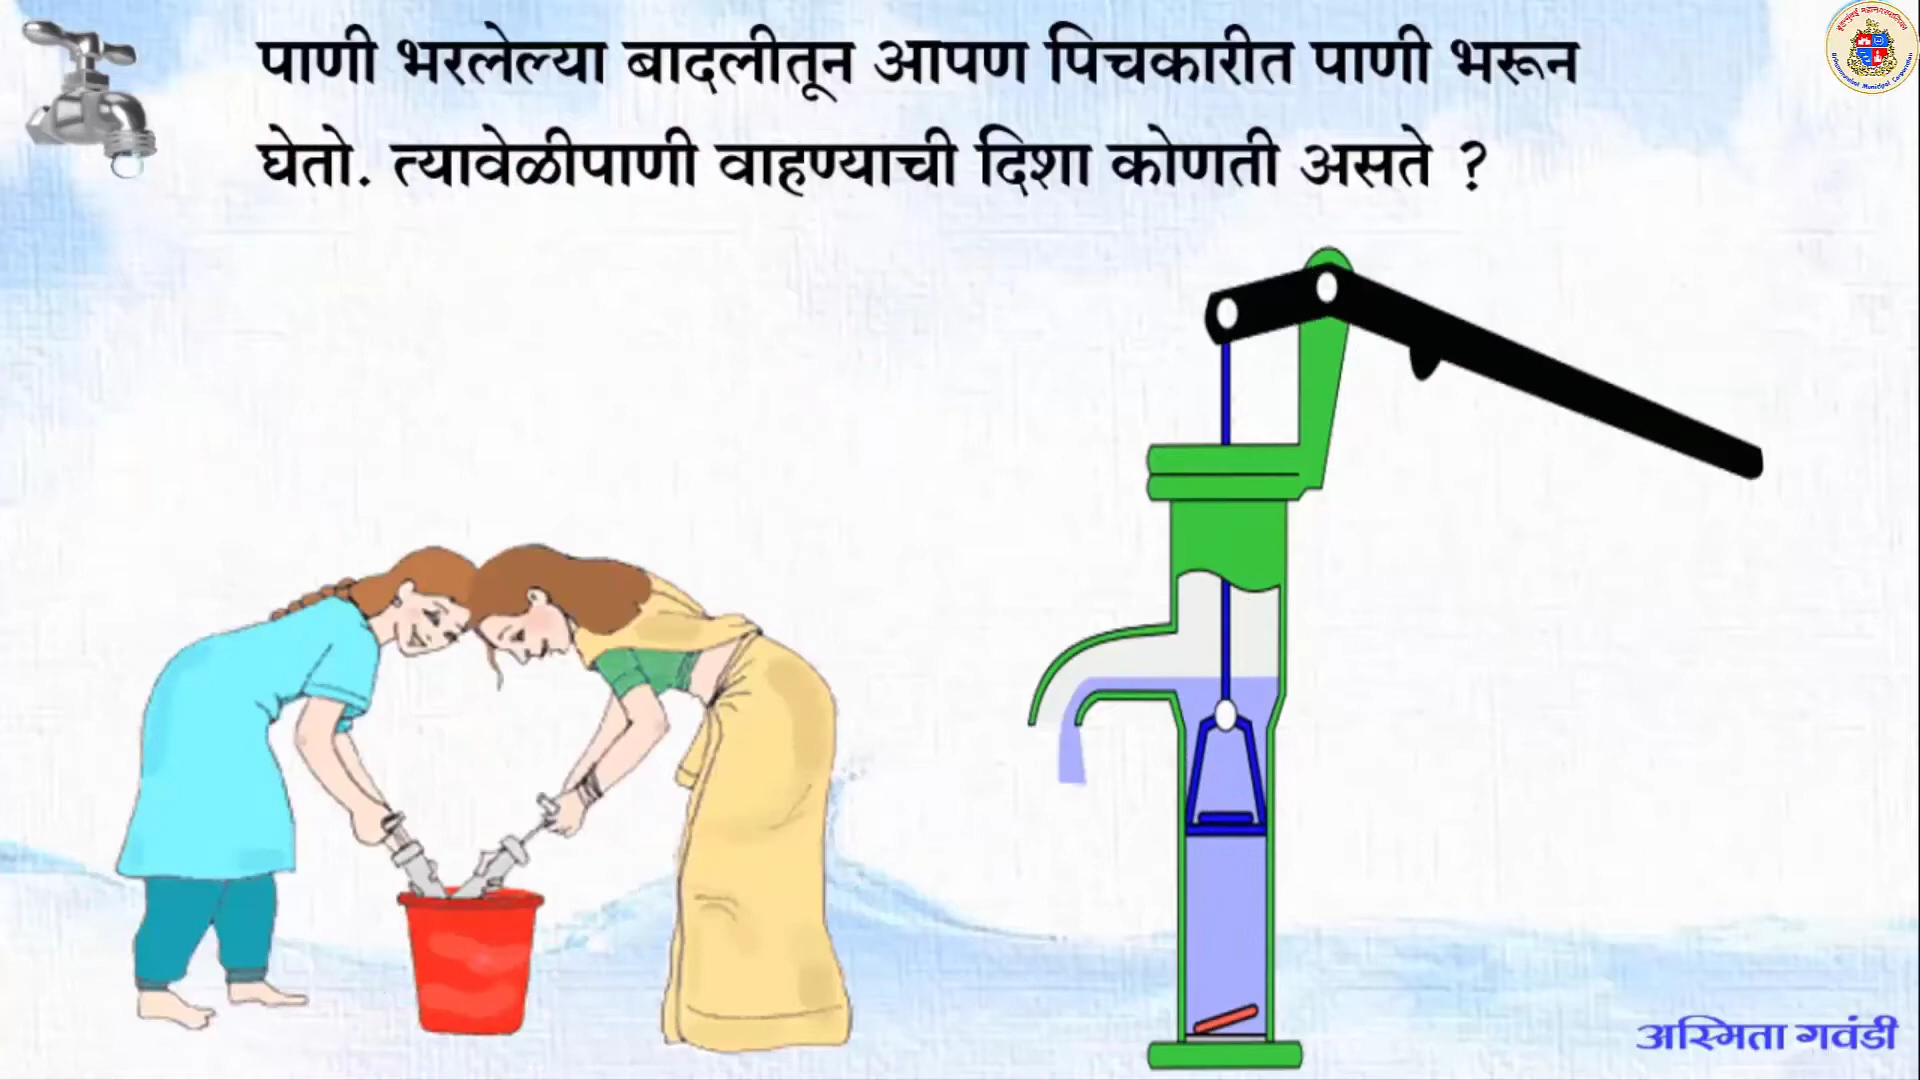 पाणी भरलेल्या बादलीतून आपण पिचकारीत पाणी भरून
घेतो. त्यावेळीपाणी वाहण्याची दिशा कोणती असते ?
अस्मिता गवंडी